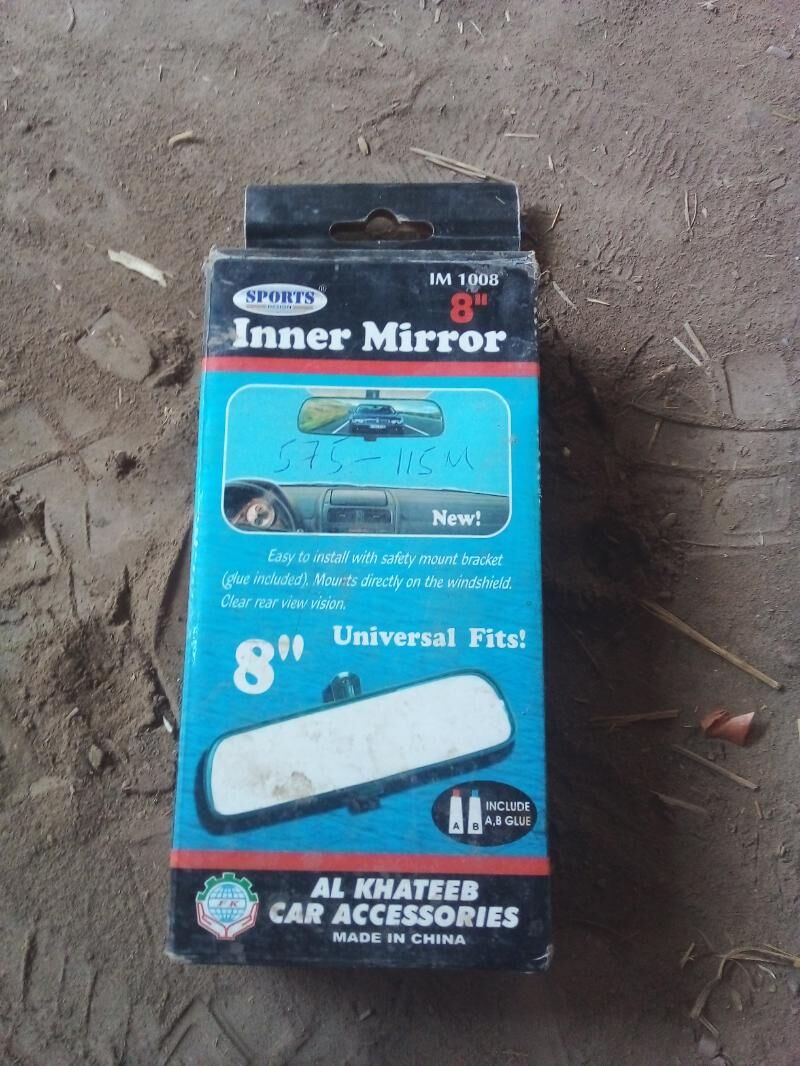 IM 1008
SPORTS
8"
Inner Mirror
575-115M
New!
Easy to install with safety mount bracket
(glue included). Mounts directly on the windshield.
Clear rear view vision.
Universal Fits!
8"
INCLUDE
A B A,B GLUE
AL KHATEEB
CAR ACCESSORIES
MADE IN CHINA